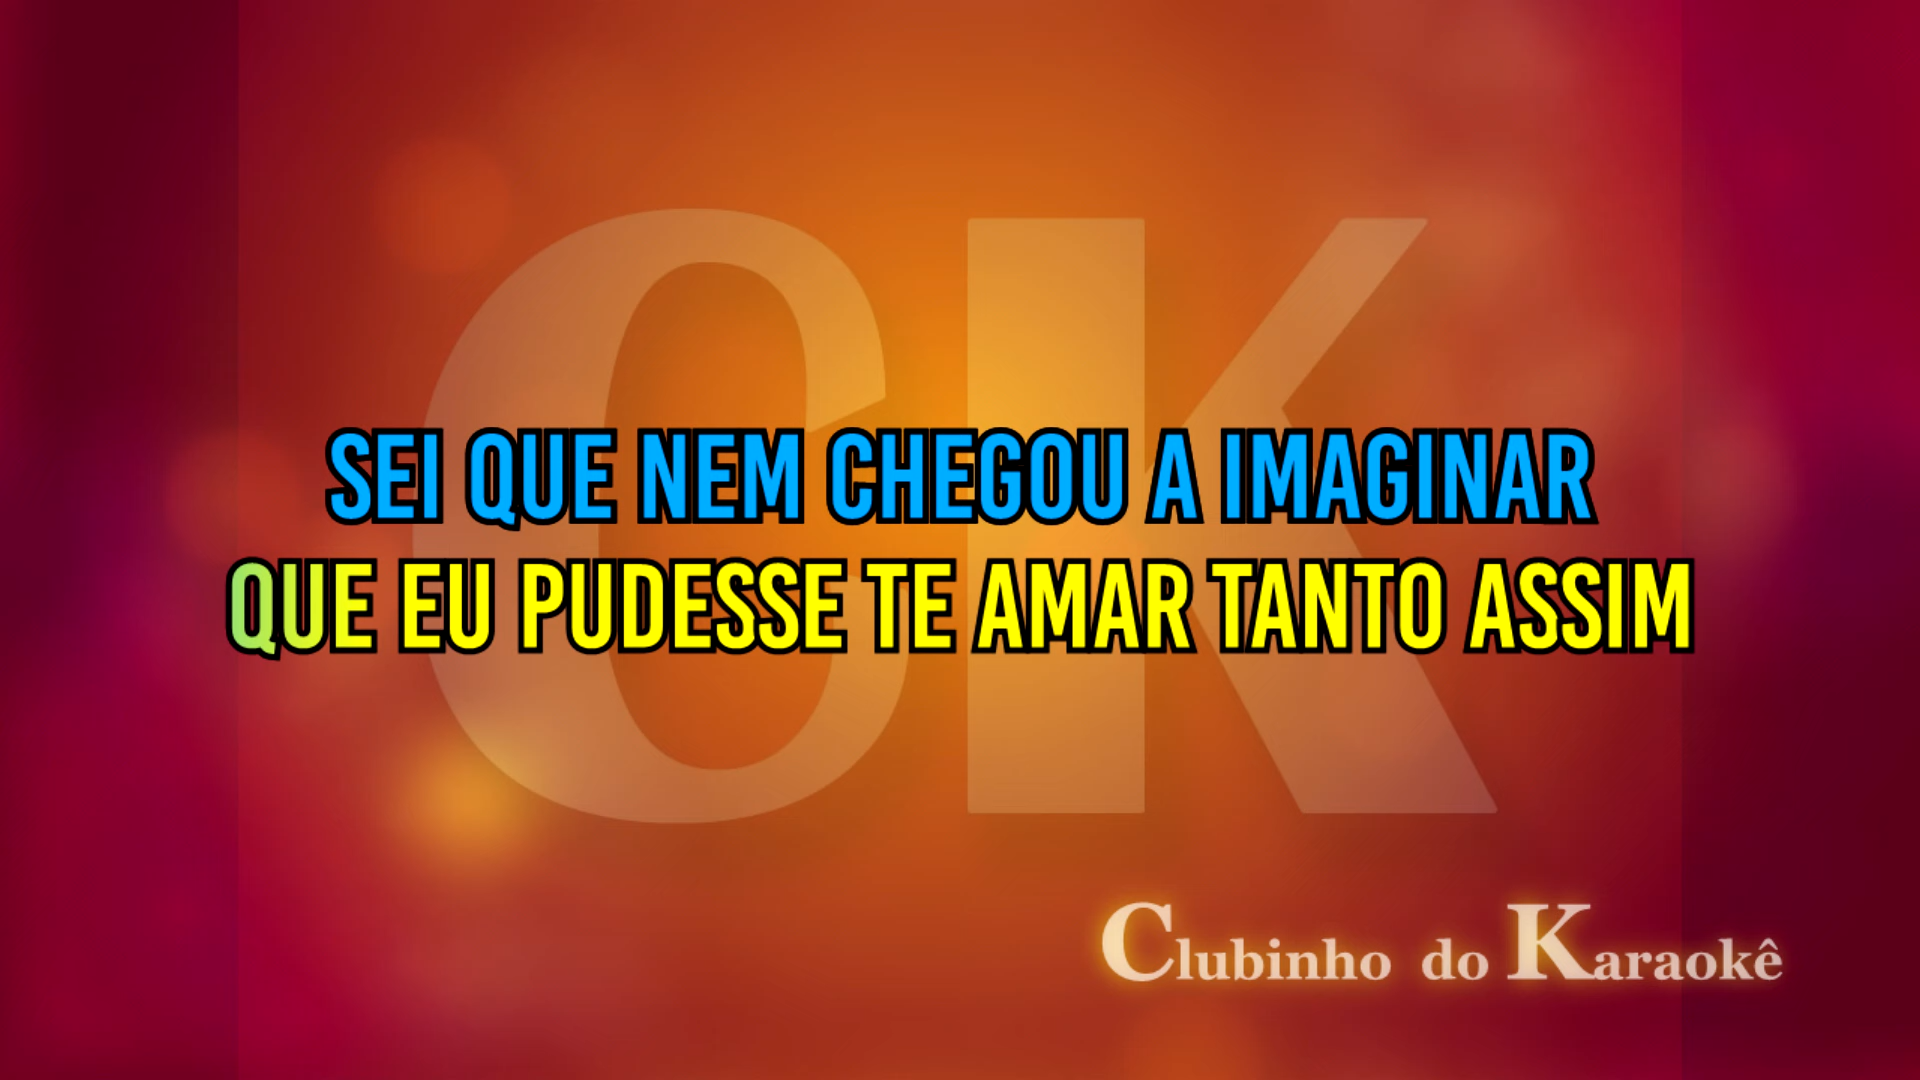 CK
SEI QUE NEM CHEGOU A IMAGINAR
QUE EU PUDESSE TE AMAR TANTO ASSIM
Clubinho do Karaokê